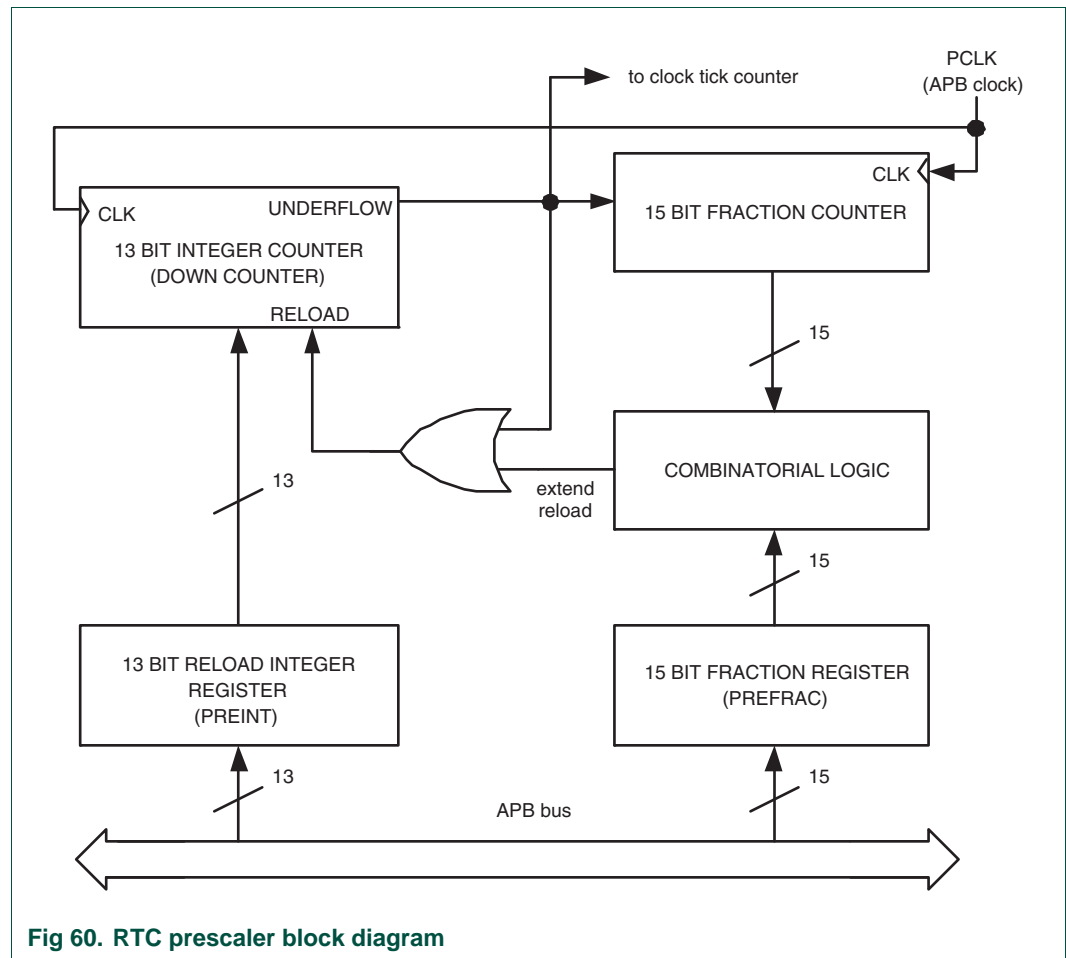 PCLK
(APB clock)
to clock tick counter
CLK
UNDERFLOW
13 BIT INTEGER COUNTER
(DOWN COUNTER)
RELOAD
CLK
15 BIT FRACTION COUNTER
15
COMBINATORIAL LOGIC
extend
reload
13
15
13 BIT RELOAD INTEGER
REGISTER
(PREINT)
15 BIT FRACTION REGISTER
(PREFRAC)
13
15
APB bus
Fig 60. RTC prescaler block diagram